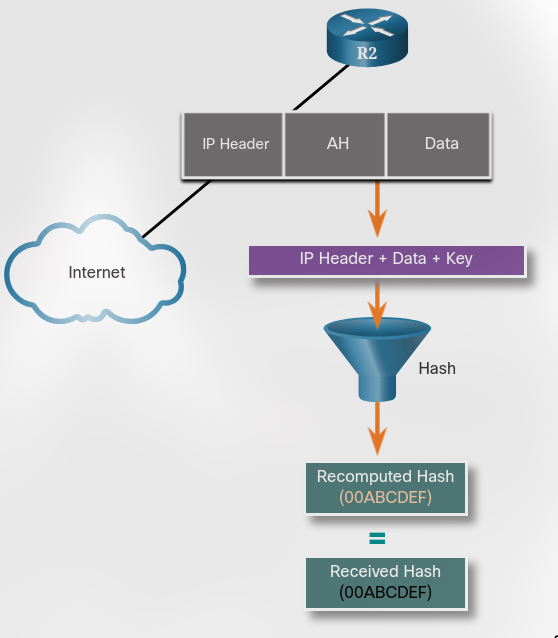 R2
IP Header
AH
Data
Internet
IP Header + Data + Key
Hash
Recomputed Hash
(00ABCDEF)
=
Received Hash
(00ABCDEF)